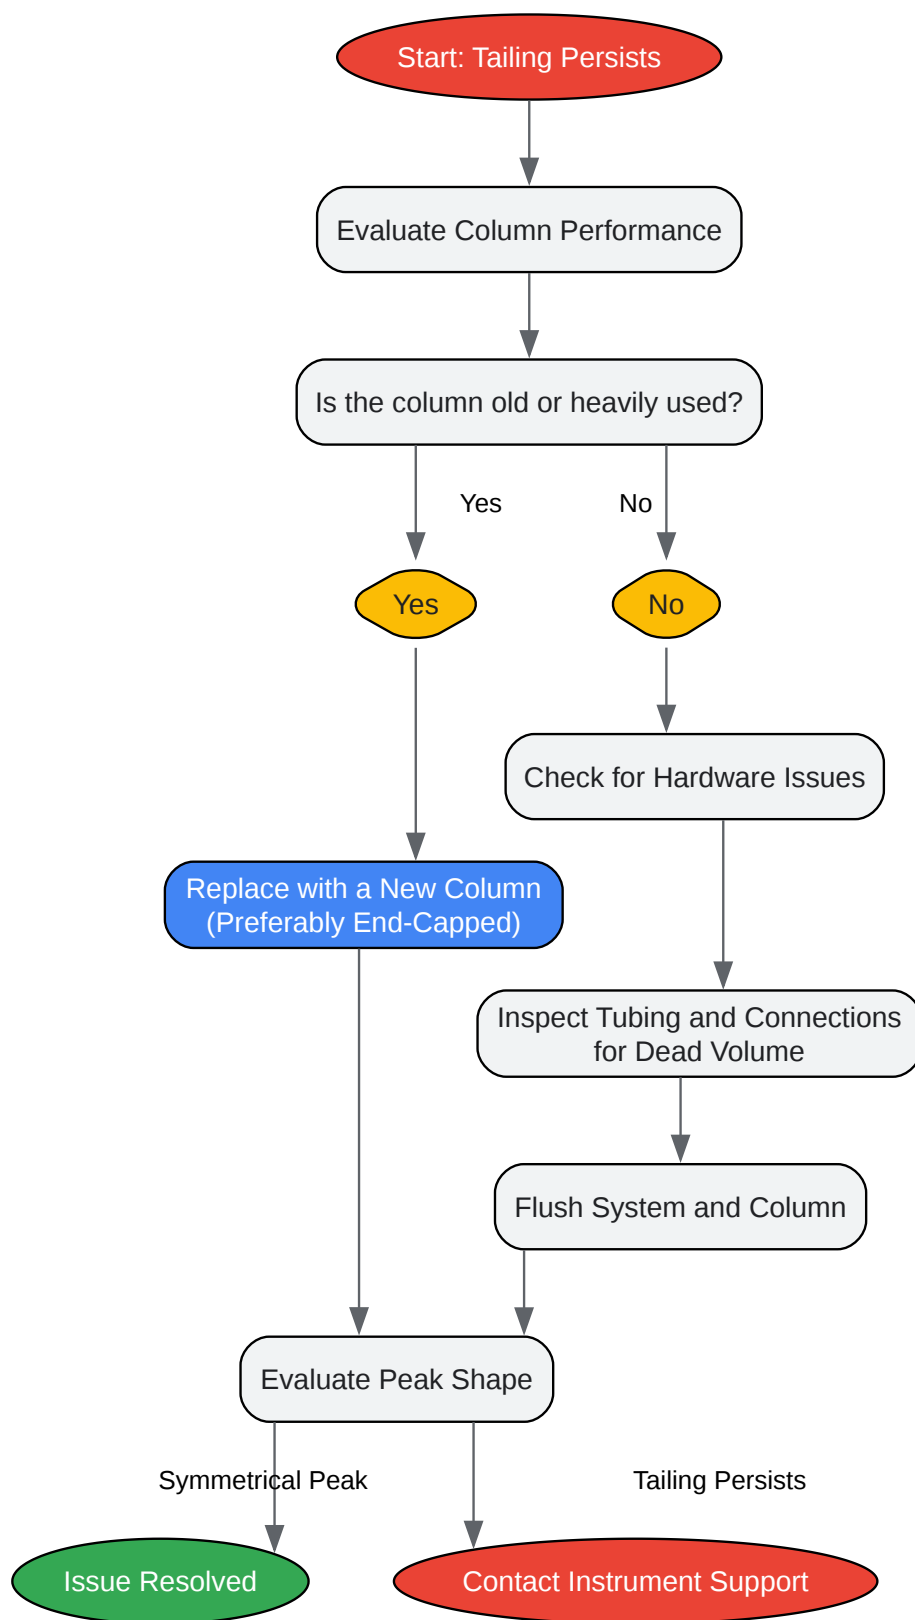 Start: Tailing Persists
Evaluate Column Performance
Is the column old or heavily used?
Yes
No
Yes
No
Check for Hardware Issues
Replace with a New Column
(Preferably End-Capped)
Inspect Tubing and Connections
for Dead Volume
Flush System and Column
Evaluate Peak Shape
Symmetrical Peak
Tailing Persists
Issue Resolved
Contact Instrument Support